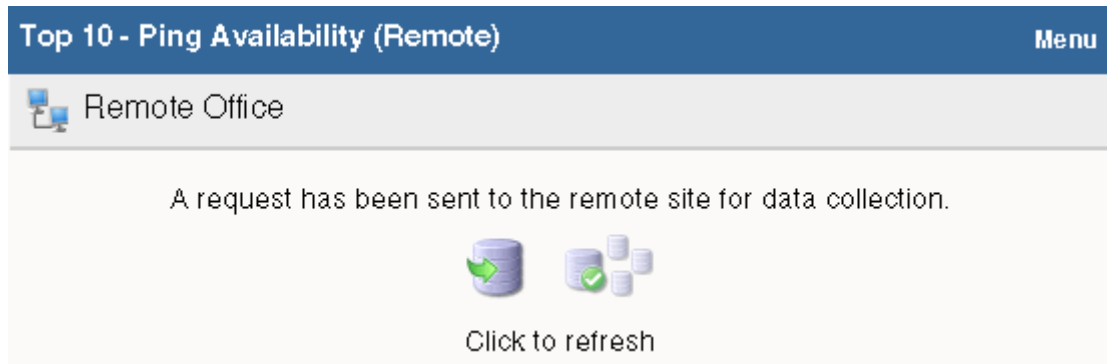 Top 10 - Ping Availability (Remote) Menu
Remote Office
A request has been sent to the remote site for data collection.
Click to refresh